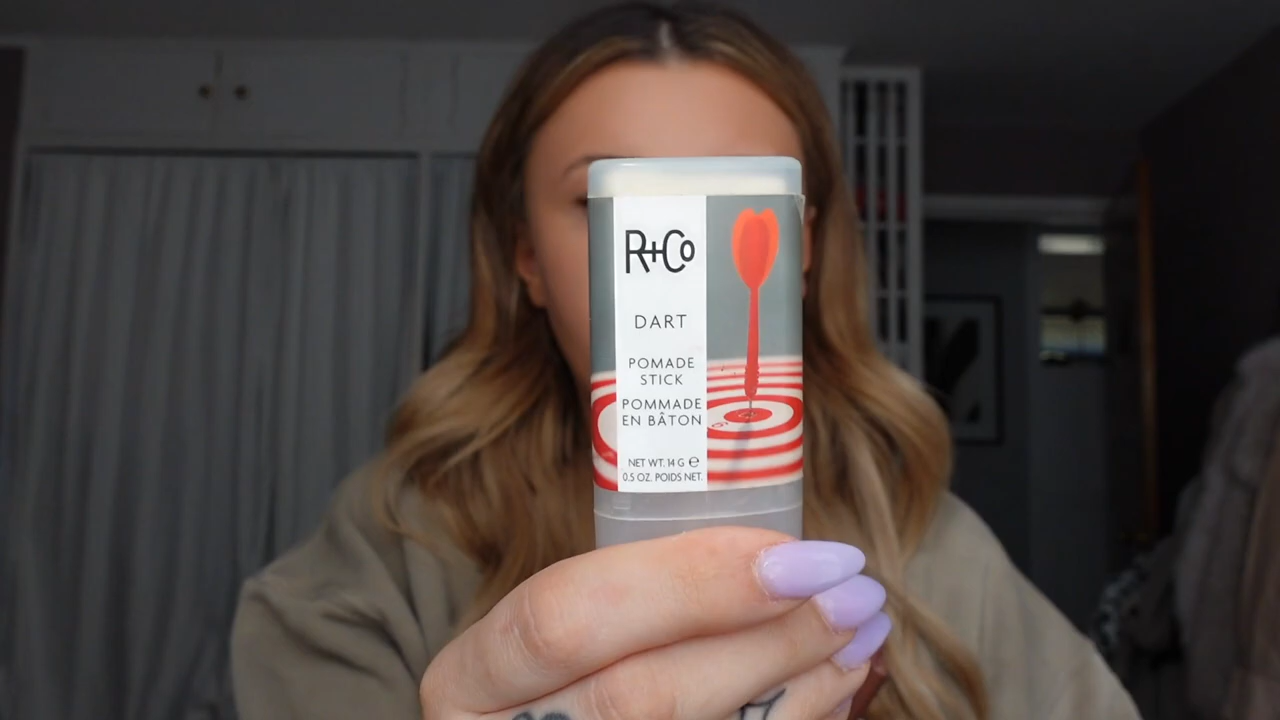 R+Co
DART
POMADE
STICK
POMMADE
EN BÂTON
NET WT. 14 G ℮
0.5 OZ. POIDS NET.